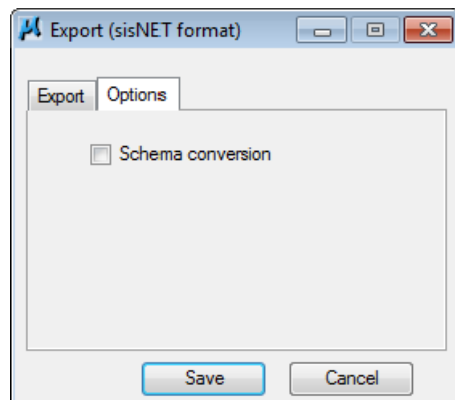 Export (sisNET format)
Export Options
Schema conversion
Save Cancel